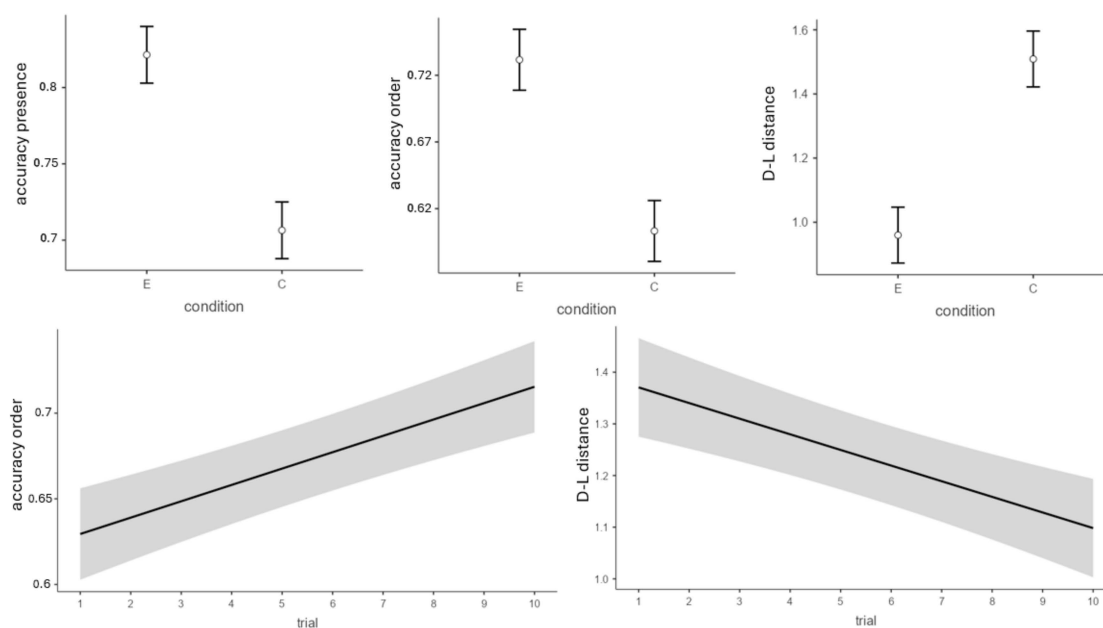 accuracy presence
0.8
0.75
0.7
E C
condition
accuracy order
0.72
0.67
0.62
E C
condition
D-L distance
1.6
1.4
1.2
1.0
E C
condition
accuracy order
0.7
0.65
0.6
1 2 3 4 5 6 7 8 9 10
trial
D-L distance
1.4
1.3
1.2
1.1
1.0
1 2 3 4 5 6 7 8 9 10
trial